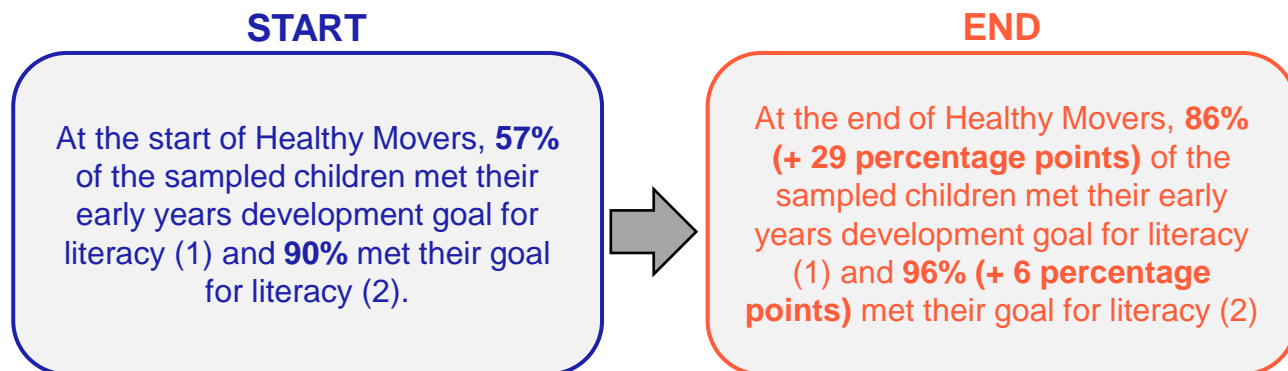 START
At the start of Healthy Movers, 57%
of the sampled children met their
early years development goal for
literacy (1) and 90% met their goal
for literacy (2).
END
At the end of Healthy Movers, 86%
(+ 29 percentage points) of the
sampled children met their early
years development goal for literacy
(1) and 96% (+ 6 percentage
points) met their goal for literacy (2)